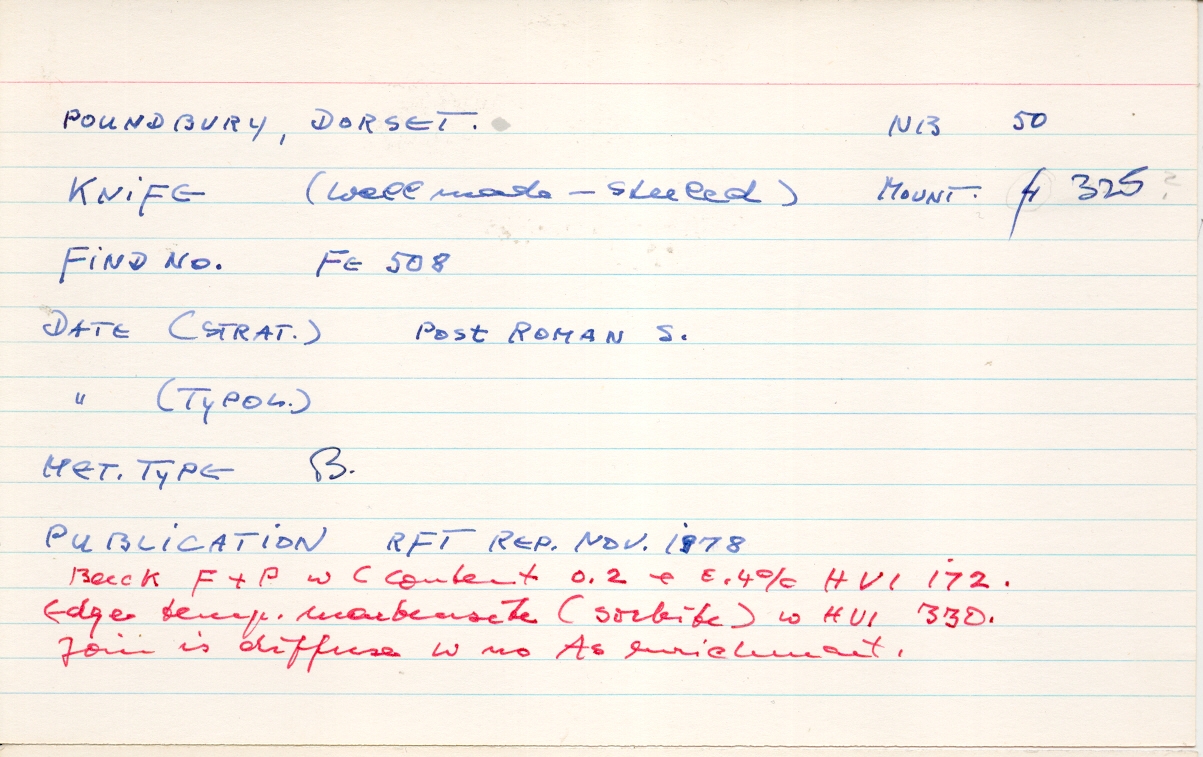 POUNDBURY, DORSET. NB 50
KNiFE (well made – steeled) MOUNT. 325
FiND No. FE 508
DATE (STRAT.) POSt ROMAN S.
" (TyPOL.)
MET. TyPE B.
PUBLiCATiON RFT REP. NOV. 1978
Back F + P w C content 0.2 0.4% HV1 172.
Edge temp. martensite (sorbite) w HV1 330.
Join is diffuse w no As enrichment.